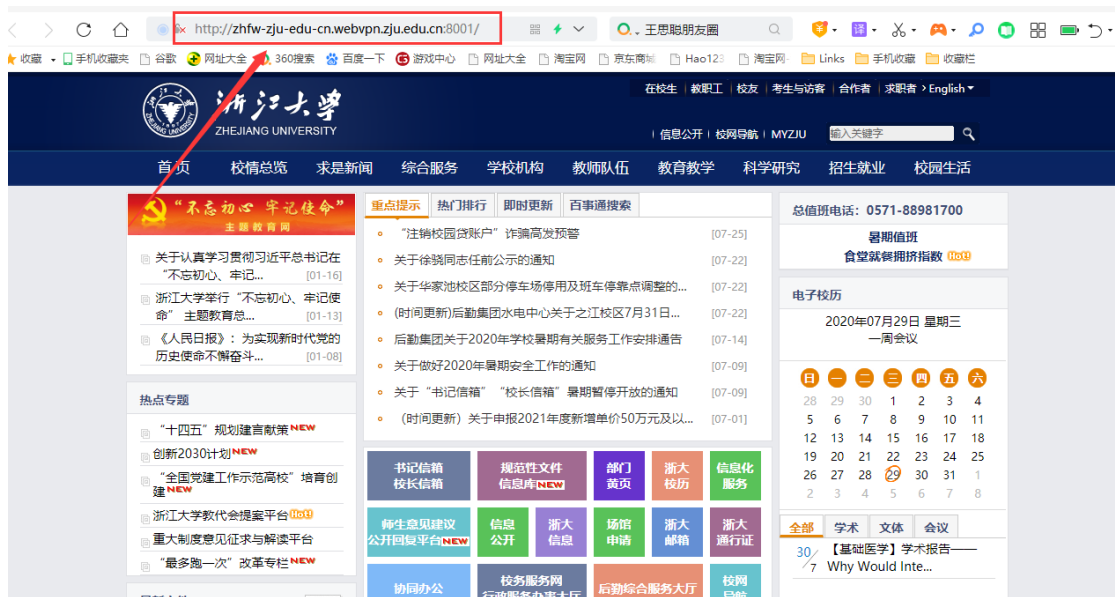 http://zhfw-zju-edu-cn.webvpn.zju.edu.cn:8001/
王思聪朋友圈
译
收藏 手机收藏夹 谷歌 网址大全 360搜索 百度一下 游戏中心 网址大全 淘宝网 京东商城 Hao123 淘宝网 Links 手机收藏 收藏栏
在校生 教职工 校友 考生与访客 合作者 求职者 English
浙江大学
ZHEJIANG UNIVERSITY
信息公开 校网导航 MYZJU 输入关键字
首页 校情总览 求是新闻 综合服务 学校机构 教师队伍 教育教学 科学研究 招生就业 校园生活
“不忘初心 牢记使命”
主题教育网
关于认真学习贯彻习近平总书记在
“不忘初心、牢记... [01-16]
浙江大学举行“不忘初心、牢记使
命”主题教育总... [01-13]
《人民日报》：为实现新时代党的
历史使命不懈奋斗... [01-08]
热点专题
“十四五”规划建言献策NEW
创新2030计划NEW
“全国党建工作示范高校”培育创
建NEW
浙江大学教代会提案平台Hot!
重大制度意见征求与解读平台
“最多跑一次”改革专栏NEW
重点提示 热门排行 即时更新 百事通搜索
“注销校园贷账户”诈骗高发预警 [07-25]
关于徐骁同志任前公示的通知 [07-22]
关于华家池校区部分停车场停用及班车停靠点调整的... [07-22]
(时间更新)后勤集团水电中心关于之江校区7月31日... [07-22]
后勤集团关于2020年学校暑期有关服务工作安排通告 [07-14]
关于做好2020年暑期安全工作的通知 [07-09]
关于“书记信箱”“校长信箱”暑期暂停开放的通知 [07-09]
（时间更新）关于申报2021年度新增单价50万元及以... [07-01]
书记信箱
校长信箱
规范性文件
信息库NEW
部门
黄页
浙大
校历
信息化
服务
师生意见建议
公开回复平台NEW
信息
公开
浙大
信息
场馆
申请
浙大
邮箱
浙大
通行证
协同办公
校务服务网
行政服务办事大厅
后勤综合服务大厅
校网
导航
总值班电话：0571-88981700
暑期值班
食堂就餐拥挤指数 Hot!
电子校历
2020年07月29日 星期三
一周会议
日 一 二 三 四 五 六
28 29 30 1 2 3 4
5 6 7 8 9 10 11
12 13 14 15 16 17 18
19 20 21 22 23 24 25
26 27 28 29 30 31 1
2 3 4 5 6 7 8
全部 学术 文体 会议
30/7 【基础医学】学术报告——
Why Would Inte...